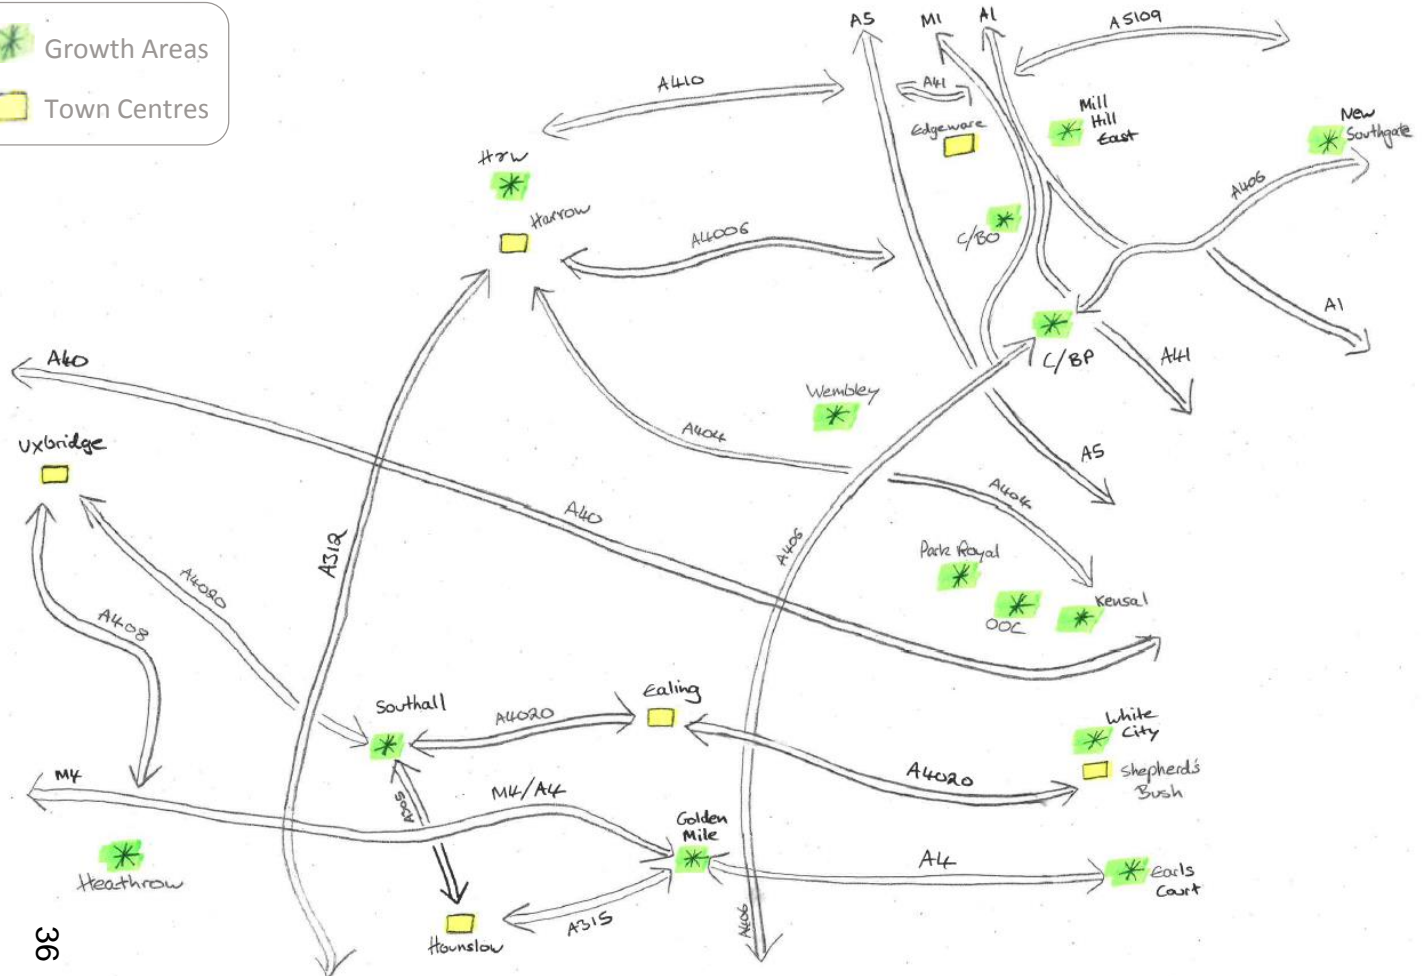 Growth Areas
Town Centres
A5
M1
A1
A5109
A410
A41
Edgeware
Mill
Hill
East
New
Southgate
Hrw
Harrow
A4006
C/BO
A406
A1
C/BP
A41
A40
Uxbridge
Wembley
A404
A5
A404
A40
A312
A406
Park Royal
OOC
Kensal
A4020
A408
Southall
A4020
Ealing
A4020
White
City
Shepherd's
Bush
M4
M4/A4
Golden
Mile
A4
Earls
Court
Heathrow
Hounslow
A315
A406
36